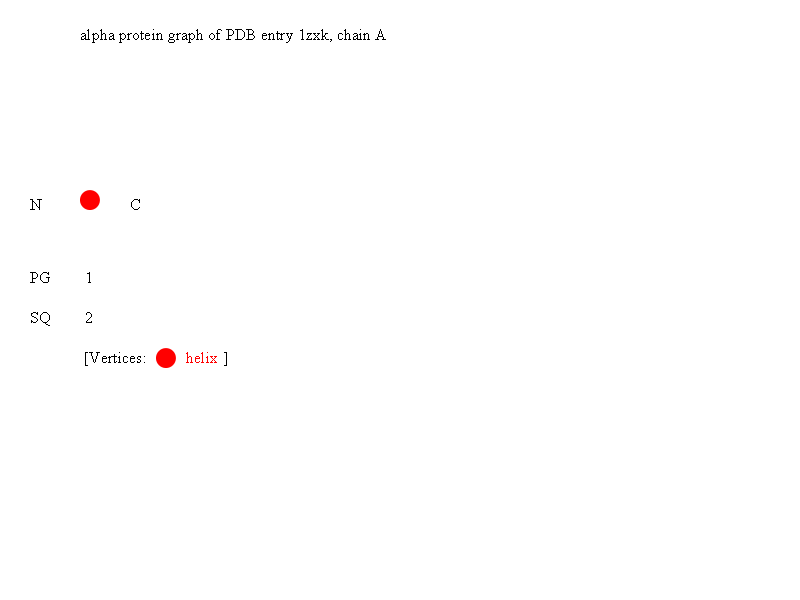 alpha protein graph of PDB entry 1zxk, chain A
N C
PG 1
SQ 2
[Vertices: helix ]